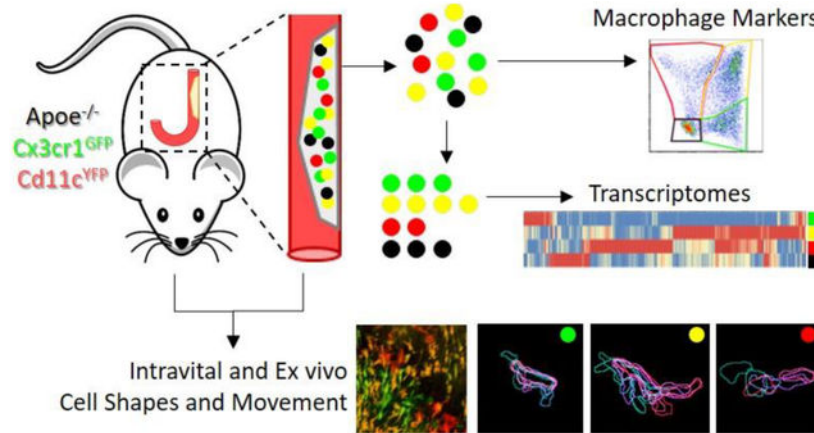 Macrophage Markers
Apoe-/-
Cx3cr1GFP
Cd11cYFP
Transcriptomes
Intravital and Ex vivo
Cell Shapes and Movement